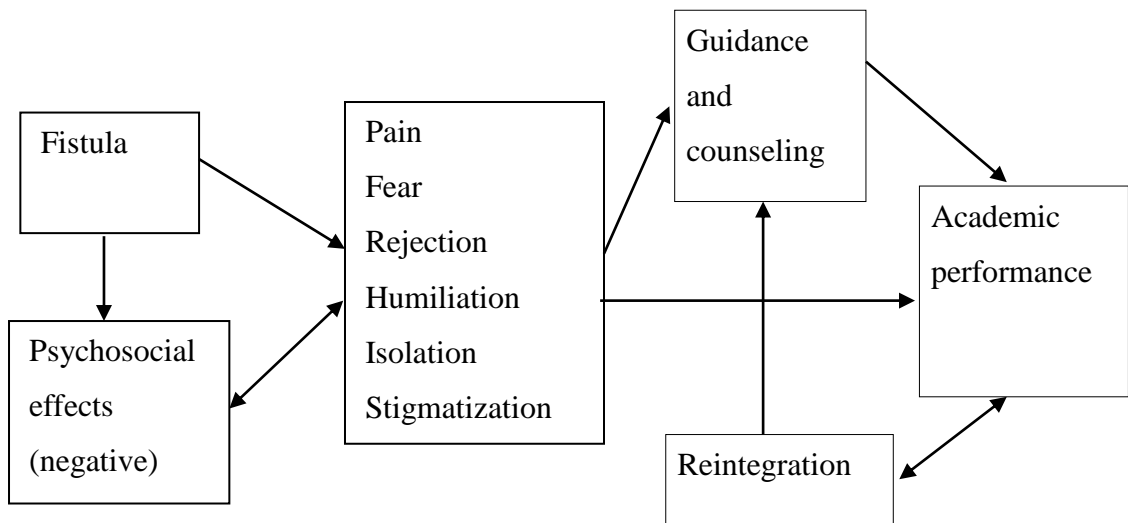 Fistula
Psychosocial
effects
(negative)
Pain
Fear
Rejection
Humiliation
Isolation
Stigmatization
Guidance
and
counseling
Academic
performance
Reintegration